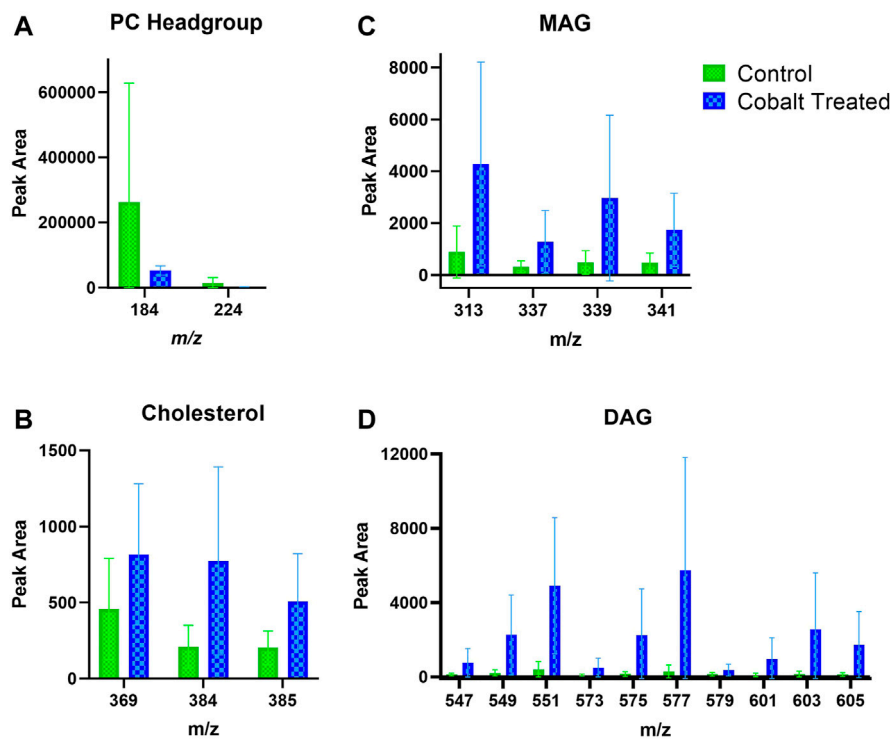 A
PC Headgroup
Peak Area
600000
400000
200000
0
184
224
m/z
C
MAG
Peak Area
8000
6000
4000
2000
0
313
337
339
341
m/z
Control
Cobalt Treated
B
Cholesterol
Peak Area
1500
1000
500
0
369
384
385
m/z
D
DAG
Peak Area
12000
8000
4000
0
547
549
551
573
575
577
579
601
603
605
m/z